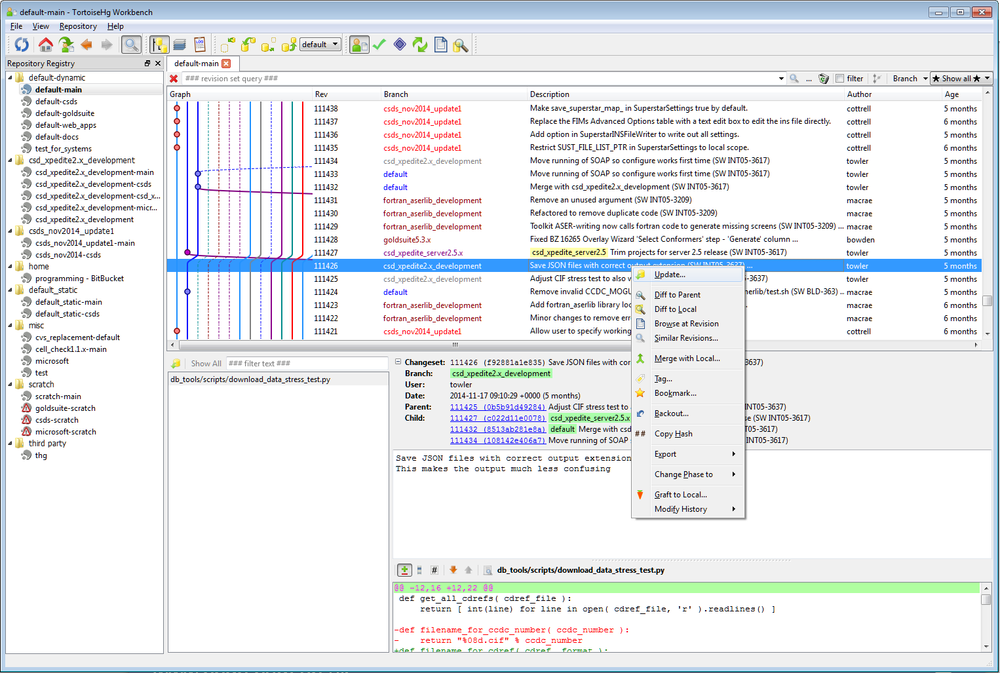 default-main - TortoiseHg Workbench
File View Repository Help
LOG
default
Repository Registry
default-dynamic
default-main
default-csds
default-goldsuite
default-web_apps
default-docs
test_for_systems
csd_xpedite2.x_development
csd_xpedite2.x_development-main
csd_xpedite2.x_development-csds
csd_xpedite2.x_development-csd_x...
csd_xpedite2.x_development-micr...
csd_xpedite2.x_development
csds_nov2014_update1
csds_nov2014_update1-main
csds_nov2014-csds
home
programming - BitBucket
default_static
default_static-main
default_static-csds
misc
cvs_replacement-default
cell_check1.1.x-main
microsoft
test
scratch
scratch-main
goldsuite-scratch
csds-scratch
microsoft-scratch
third party
thg
default-main
### revision set query ### ... filter Branch ★ Show all ★
Graph Rev Branch Description Author Age
111438 csds_nov2014_update1 Make save_superstar_map_ in SuperstarSettings true by default. cottrell 5 months
111437 csds_nov2014_update1 Replace the FIMs Advanced Options table with a text edit box to edit the ins file directly. cottrell 6 months
111436 csds_nov2014_update1 Add option in SuperstarINSFileWriter to write out all settings. cottrell 5 months
111435 csds_nov2014_update1 Restrict SUST_FILE_LIST_PTR in SuperstarSettings to local scope. cottrell 6 months
111434 csd_xpedite2.x_development Move running of SOAP so configure works first time (SW INT05-3617) towler 5 months
111433 default Move running of SOAP so configure works first time (SW INT05-3617) towler 5 months
111432 default Merge with csd_xpedite2.x_development (SW INT05-3617) towler 5 months
111431 fortran_aserlib_development Remove an unused argument (SW INT05-3209) macrae 5 months
111430 fortran_aserlib_development Refactored to remove duplicate code (SW INT05-3209) macrae 5 months
111429 fortran_aserlib_development Toolkit ASER-writing now calls fortran code to generate missing screens (SW INT05-3209) ... macrae 5 months
111428 goldsuite5.3.x Fixed BZ 16265 Overlay Wizard 'Select Conformers' step - 'Generate' column ... bowden 5 months
111427 csd_xpedite_server2.5.x csd_xpedite_server2.5 Trim projects for server 2.5 release (SW INT05-3617) towler 5 months
111426 csd_xpedite2.x_development Save JSON files with correct output extension (SW INT05-3637) ... towler 5 months
111425 csd_xpedite2.x_development Adjust CIF stress test to also w -3637) towler 5 months
111424 default Remove invalid CCDC_MOGU nerlib/test.sh (SW BLD-363) ... towler 5 months
111423 fortran_aserlib_development Add fortran_aserlib library loc . macrae 6 months
111422 fortran_aserlib_development Minor changes to remove err macrae 6 months
111421 csds_nov2014_update1 Allow user to specify working cottrell 6 months
Update...
Diff to Parent
Diff to Local
Browse at Revision
Similar Revisions...
Merge with Local...
Tag...
Bookmark...
Backout...
## Copy Hash
Export
Change Phase to
Graft to Local...
Modify History
Show All ### filter text ###
db_tools/scripts/download_data_stress_test.py
Changeset: 111426 (f92881a1e835) Save JSON files with cor 3637)
Branch: csd_xpedite2.x_development
User: towler
Date: 2014-11-17 09:10:29 +0000 (5 months)
Parent: 111425 (0b5b91d49284) Adjust CIF stress test to INT05-3637)
Child: 111427 (c022d11e0078) csd_xpedite_server2.5.x se (SW INT05-3617)
111432 (8513ab281e8a) default Merge with csd NT05-3617)
111434 (108142e406a7) Move running of SOAP INT05-3617)
Save JSON files with correct output extension
This makes the output much less confusing
# db_tools/scripts/download_data_stress_test.py
@@ -12,16 +12,22 @@
def get_all_cdrefs( cdref_file ):
return [ int(line) for line in open( cdref_file, 'r' ).readlines() ]
-def filename_for_ccdc_number( ccdc_number ):
- return "%08d.cif" % ccdc_number
+def filename_for_cdref( cdref, format ):